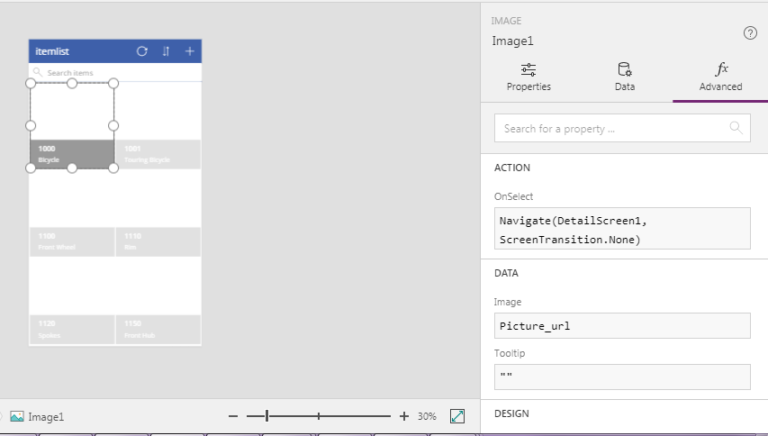 itemlist
Search items
1000
Bicycle
1001
Touring Bicycle
1100
Front Wheel
1110
Rim
1120
Spokes
1150
Front Hub
Image1
30%
IMAGE
Image1
Properties
Data
fx
Advanced
Search for a property ...
ACTION
OnSelect
Navigate(DetailScreen1,
ScreenTransition.None)
DATA
Image
Picture_url
Tooltip
""
DESIGN